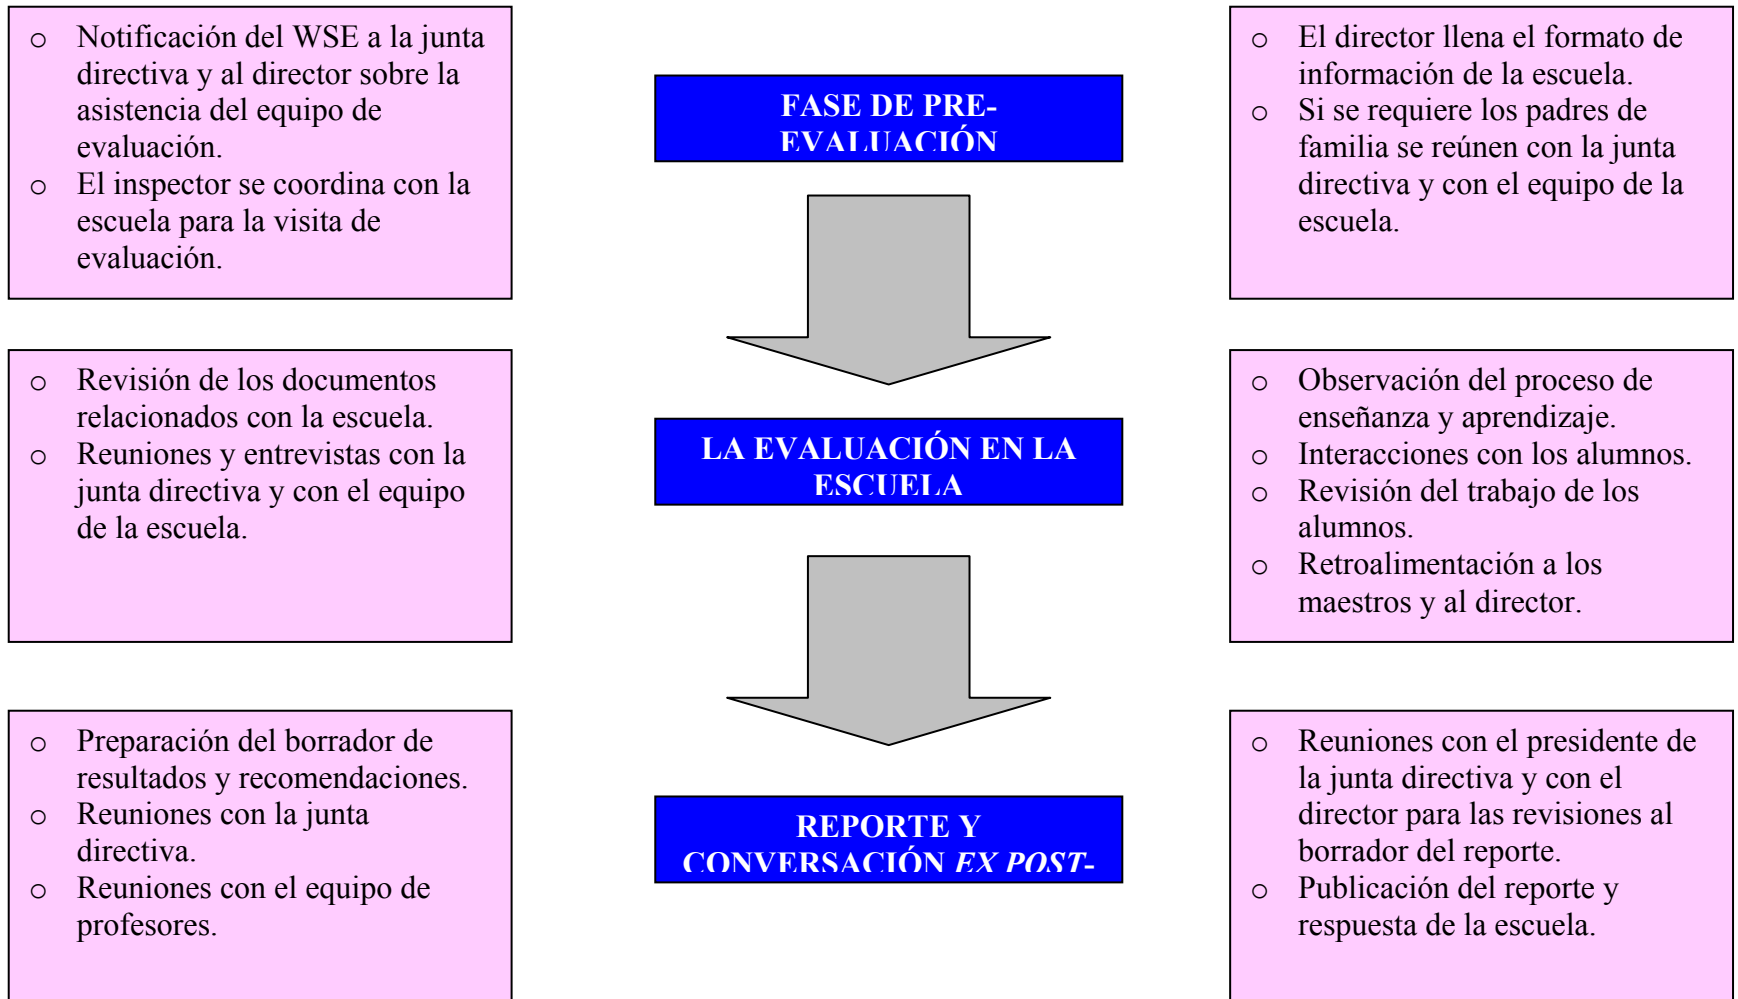 o Notificación del WSE a la junta
directiva y al director sobre la
asistencia del equipo de
evaluación.
o El inspector se coordina con la
escuela para la visita de
evaluación.
FASE DE PRE-
EVALUACIÓN
o El director llena el formato de
información de la escuela.
o Si se requiere los padres de
familia se reúnen con la junta
directiva y con el equipo de la
escuela.
o Revisión de los documentos
relacionados con la escuela.
o Reuniones y entrevistas con la
junta directiva y con el equipo
de la escuela.
LA EVALUACIÓN EN LA
ESCUELA
o Observación del proceso de
enseñanza y aprendizaje.
o Interacciones con los alumnos.
o Revisión del trabajo de los
alumnos.
o Retroalimentación a los
maestros y al director.
o Preparación del borrador de
resultados y recomendaciones.
o Reuniones con la junta
directiva.
o Reuniones con el equipo de
profesores.
REPORTE Y
CONVERSACIÓN EX POST-
o Reuniones con el presidente de
la junta directiva y con el
director para las revisiones al
borrador del reporte.
o Publicación del reporte y
respuesta de la escuela.